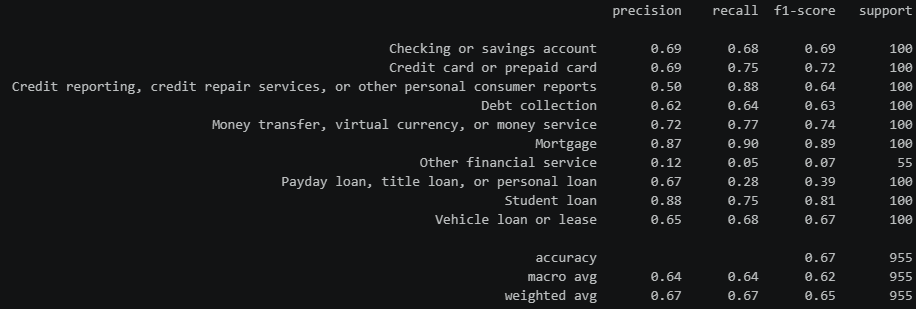 precision recall f1-score support
Checking or savings account 0.69 0.68 0.69 100
Credit card or prepaid card 0.69 0.75 0.72 100
Credit reporting, credit repair services, or other personal consumer reports 0.50 0.88 0.64 100
Debt collection 0.62 0.64 0.63 100
Money transfer, virtual currency, or money service 0.72 0.77 0.74 100
Mortgage 0.87 0.90 0.89 100
Other financial service 0.12 0.05 0.07 55
Payday loan, title loan, or personal loan 0.67 0.28 0.39 100
Student loan 0.88 0.75 0.81 100
Vehicle loan or lease 0.65 0.68 0.67 100
accuracy 0.67 955
macro avg 0.64 0.64 0.62 955
weighted avg 0.67 0.67 0.65 955